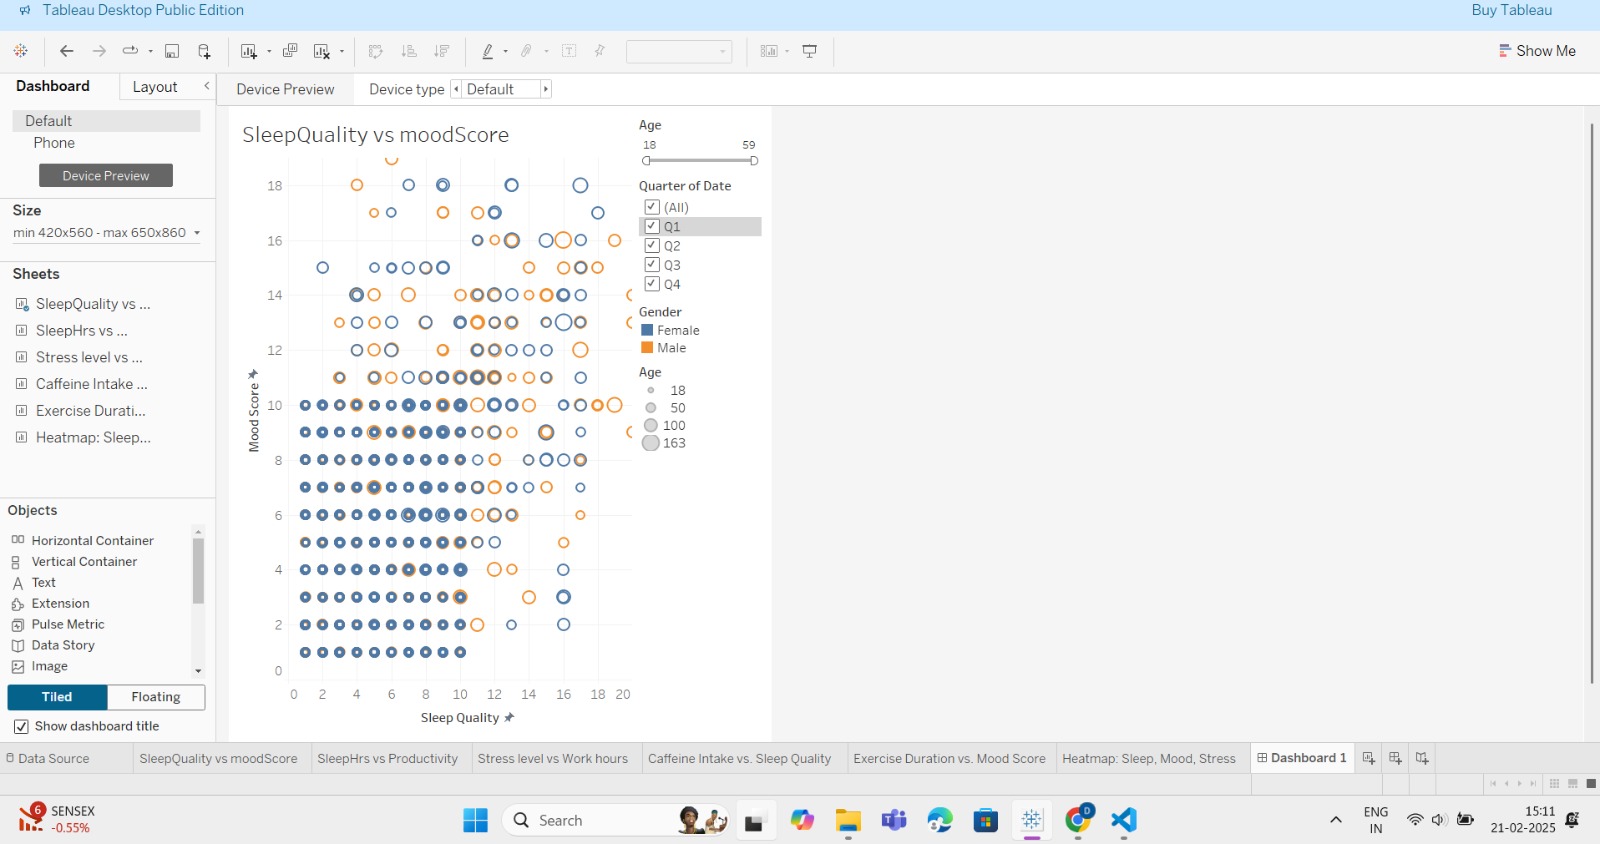 Tableau Desktop Public Edition
Buy Tableau
Show Me
Dashboard
Layout
Device Preview
Device type
Default
Default
Phone
Device Preview
Size
min 420x560 - max 650x860
Sheets
SleepQuality vs ...
SleepHrs vs ...
Stress level vs ...
Caffeine Intake ...
Exercise Durati...
Heatmap: Sleep...
Objects
Horizontal Container
Vertical Container
Text
Extension
Pulse Metric
Data Story
Image
Tiled
Floating
Show dashboard title
SleepQuality vs moodScore
18
16
14
12
10
8
6
4
2
0
Mood Score
0 2 4 6 8 10 12 14 16 18 20
Sleep Quality
Age
18 59
Quarter of Date
(All)
Q1
Q2
Q3
Q4
Gender
Female
Male
Age
18
50
100
163
Data Source
SleepQuality vs moodScore
SleepHrs vs Productivity
Stress level vs Work hours
Caffeine Intake vs. Sleep Quality
Exercise Duration vs. Mood Score
Heatmap: Sleep, Mood, Stress
Dashboard 1
6
SENSEX
-0.55%
Search
D
ENG
IN
15:11
21-02-2025